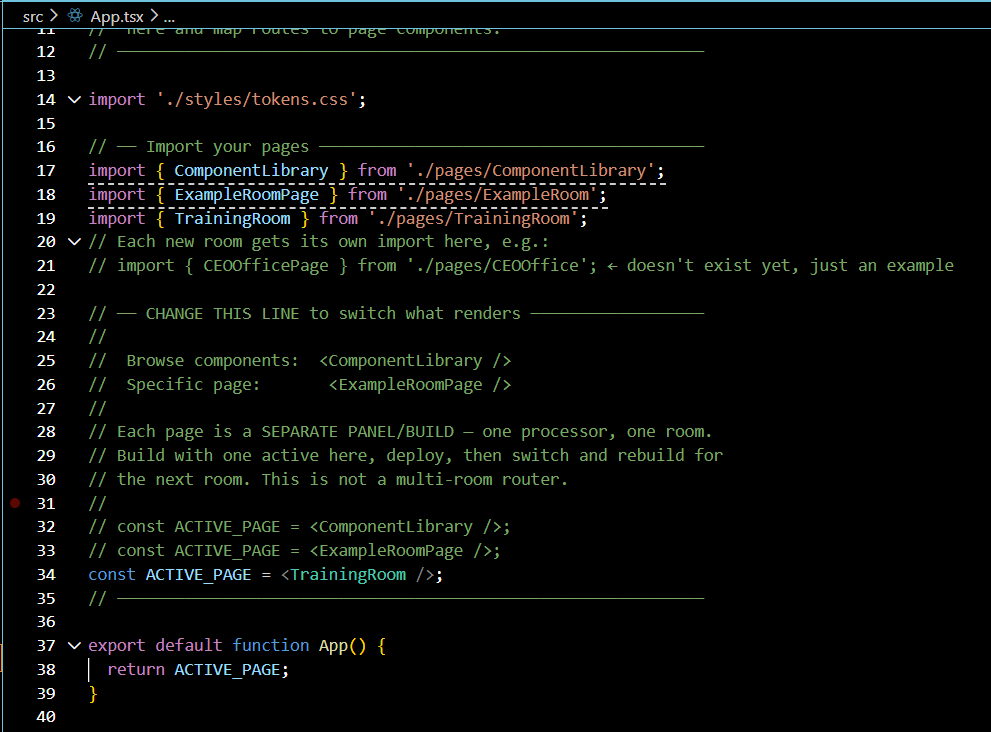 src > App.tsx > ...
11 // here and map routes to page components.
12 // ─────────────────────────────────────────────────────────────
13
14 import './styles/tokens.css';
15
16 // ── Import your pages ────────────────────────────────────────
17 import { ComponentLibrary } from './pages/ComponentLibrary';
18 import { ExampleRoomPage } from './pages/ExampleRoom';
19 import { TrainingRoom } from './pages/TrainingRoom';
20 // Each new room gets its own import here, e.g.:
21 // import { CEOOfficePage } from './pages/CEOOffice'; ← doesn't exist yet, just an example
22
23 // ── CHANGE THIS LINE to switch what renders ──────────────────
24 //
25 //  Browse components:  <ComponentLibrary />
26 //  Specific page:       <ExampleRoomPage />
27 //
28 // Each page is a SEPARATE PANEL/BUILD — one processor, one room.
29 // Build with one active here, deploy, then switch and rebuild for
30 // the next room. This is not a multi-room router.
31 //
32 // const ACTIVE_PAGE = <ComponentLibrary />;
33 // const ACTIVE_PAGE = <ExampleRoomPage />;
34 const ACTIVE_PAGE = <TrainingRoom />;
35 // ─────────────────────────────────────────────────────────────
36
37 export default function App() {
38   return ACTIVE_PAGE;
39 }
40